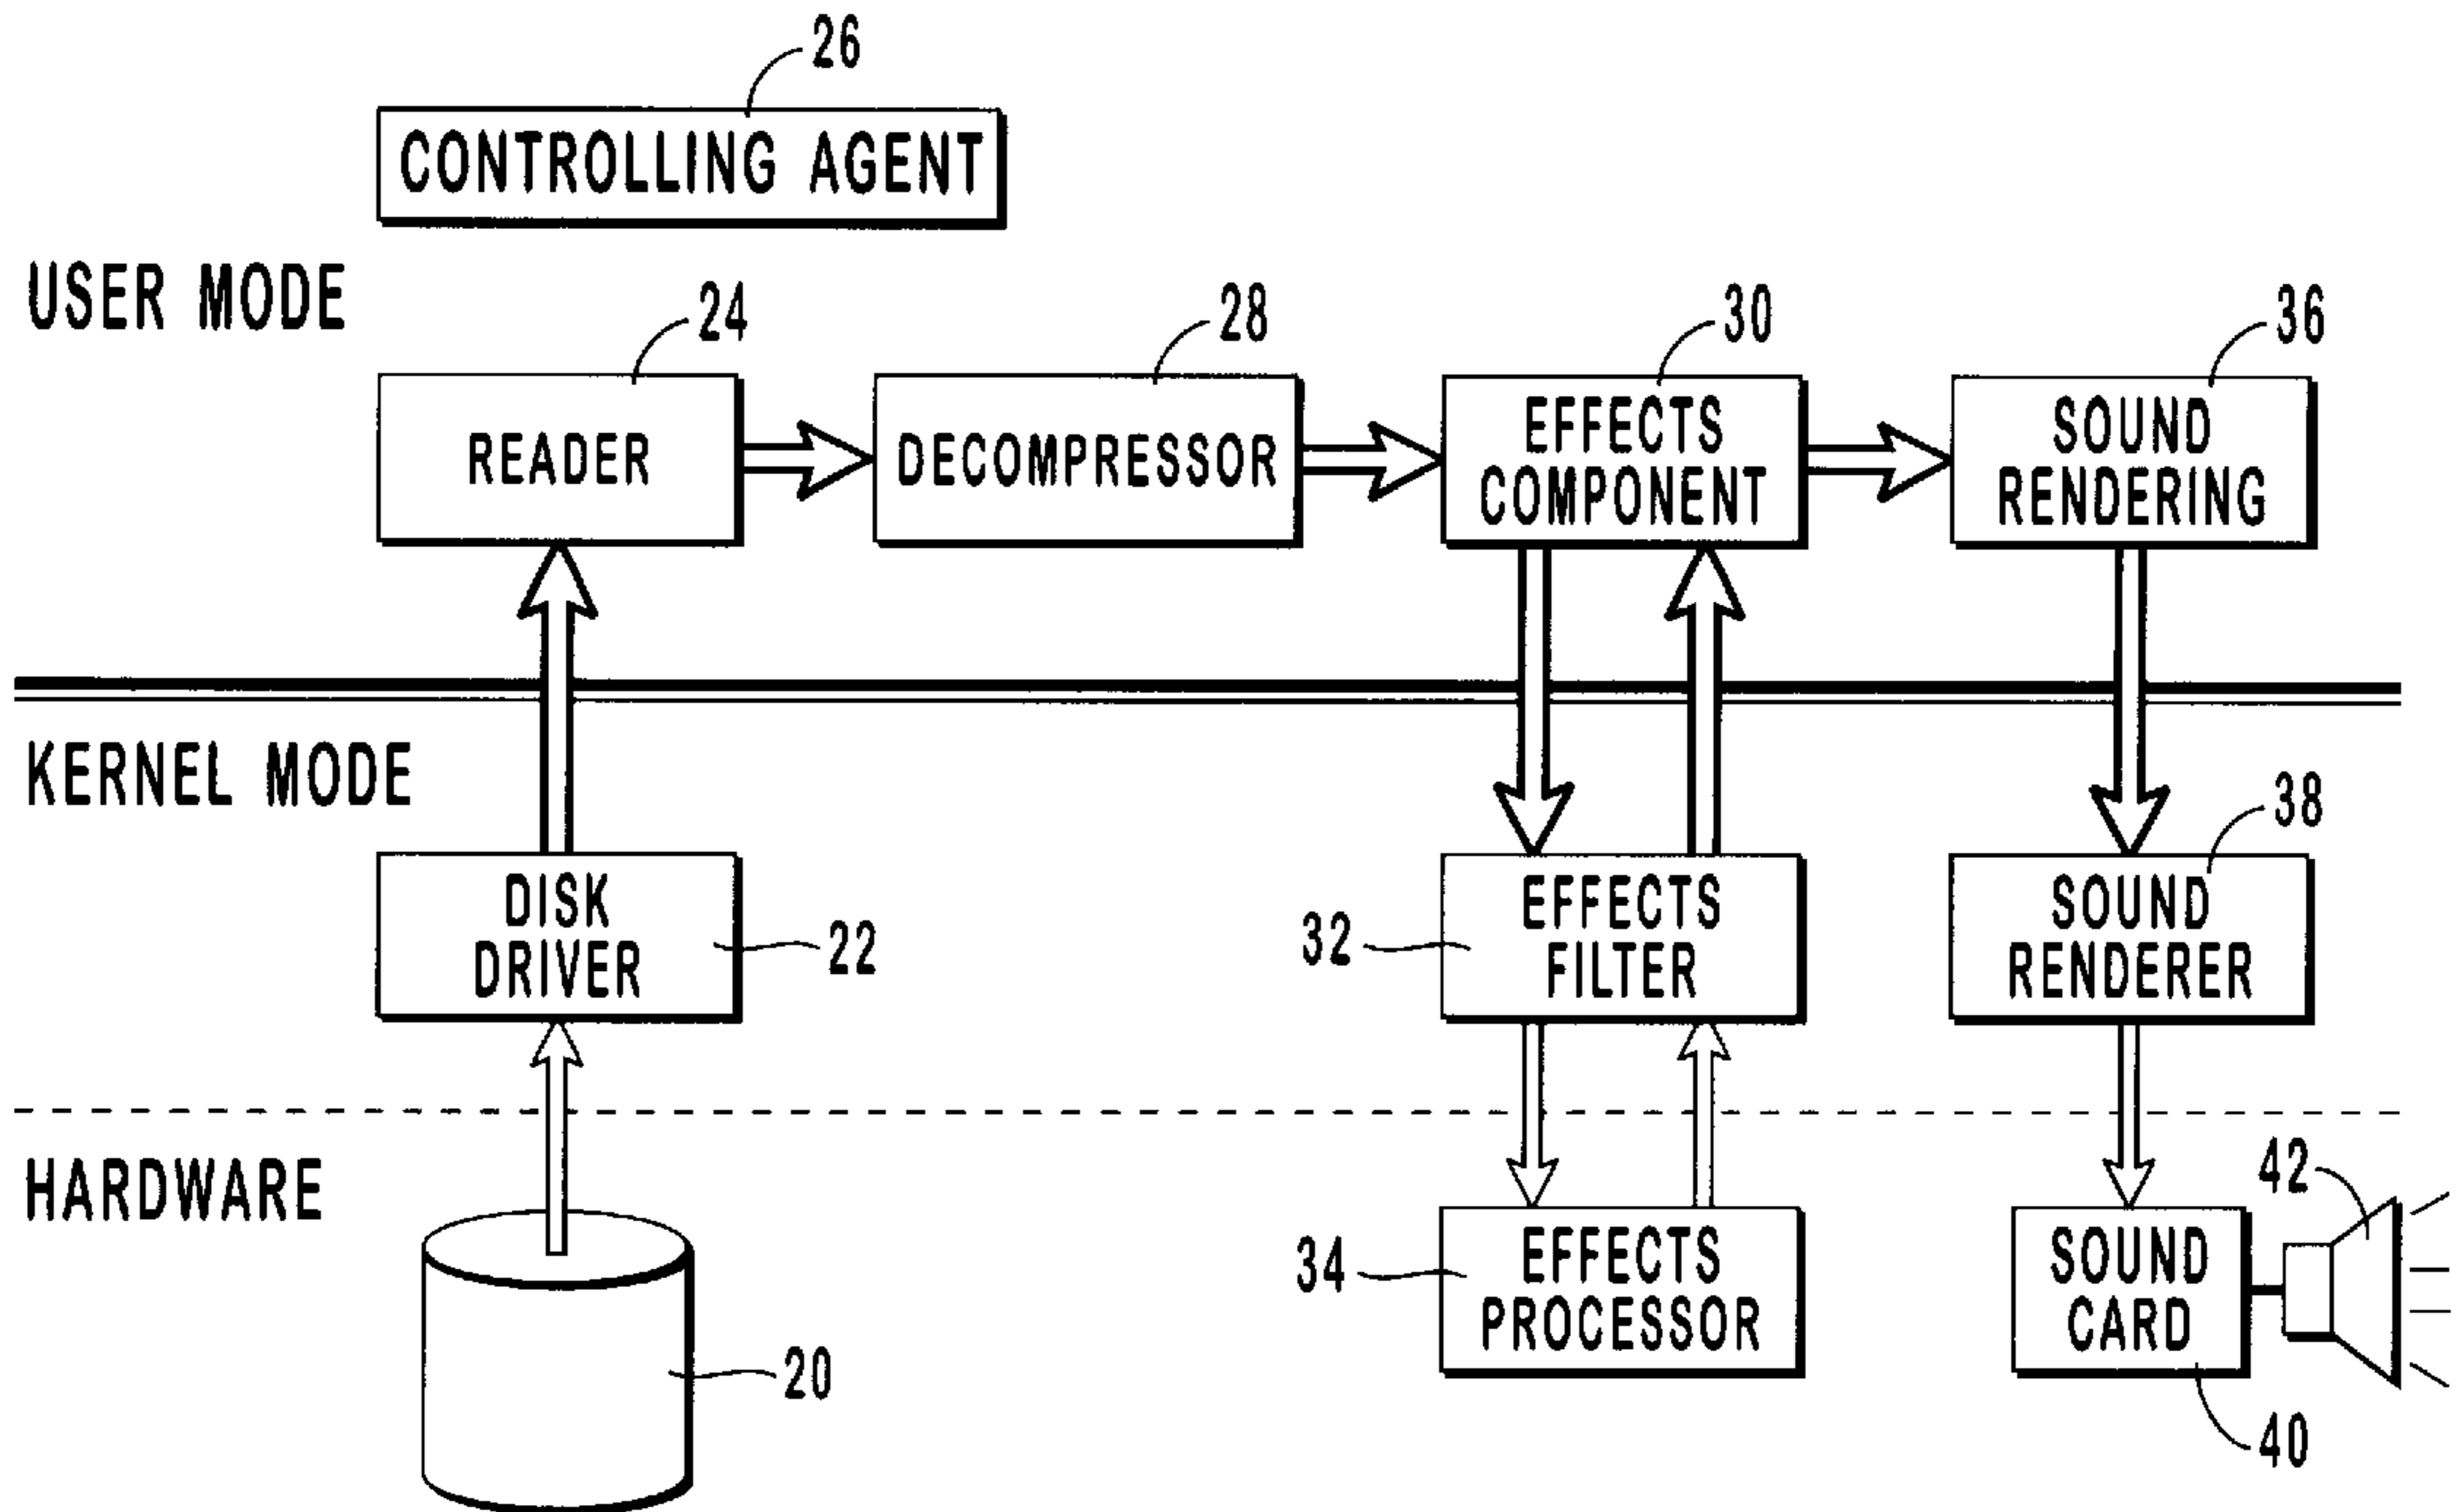 26
CONTROLLING AGENT
USER MODE
24
28
30
36
READER
DECOMPRESSOR
EFFECTS
COMPONENT
SOUND
RENDERING
KERNEL MODE
38
DISK
DRIVER
22
32
EFFECTS
FILTER
SOUND
RENDERER
HARDWARE
42
34
EFFECTS
PROCESSOR
SOUND
CARD
20
40